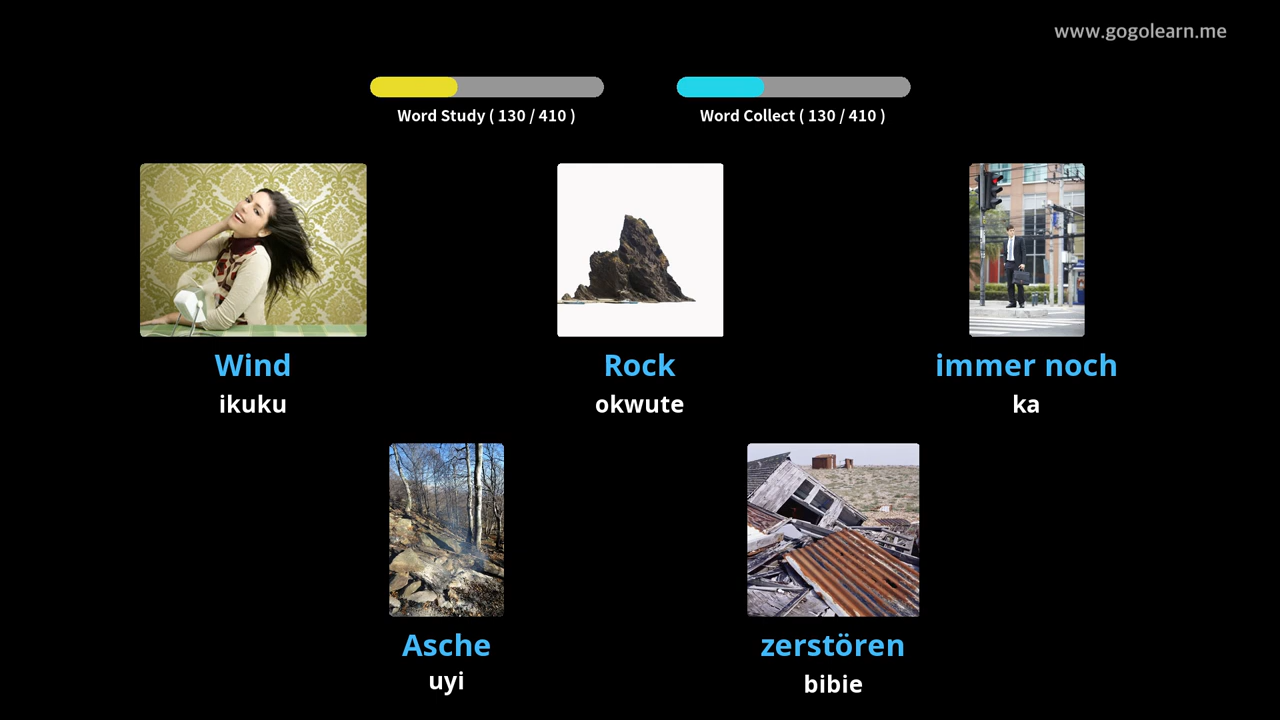 www.gogolearn.me
Word Study ( 130 / 410 )
Word Collect ( 130 / 410 )
Wind
ikuku
Rock
okwute
immer noch
ka
Asche
uyi
zerstören
bibie